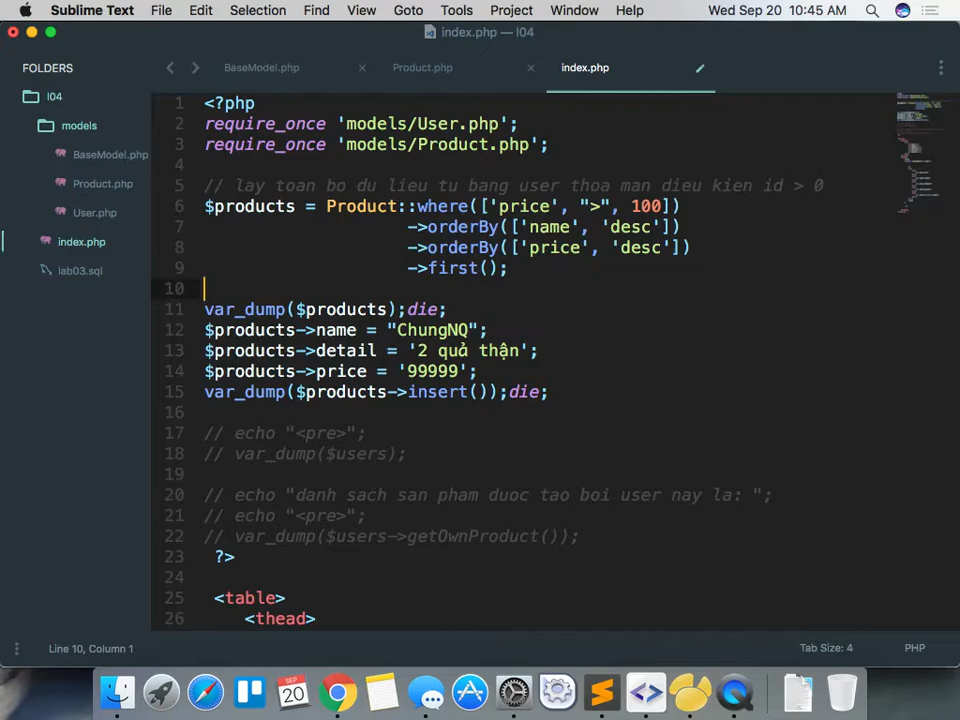 Sublime Text File Edit Selection Find View Goto Tools Project Window Help Wed Sep 20 10:45 AM
index.php — l04
FOLDERS
l04
models
BaseModel.php
Product.php
User.php
index.php
lab03.sql
BaseModel.php × Product.php × index.php
1 <?php
2 require_once 'models/User.php';
3 require_once 'models/Product.php';
4
5 // lay toan bo du lieu tu bang user thoa man dieu kien id > 0
6 $products = Product::where(['price', ">", 100])
7 ->orderBy(['name', 'desc'])
8 ->orderBy(['price', 'desc'])
9 ->first();
10
11 var_dump($products);die;
12 $products->name = "ChungNQ";
13 $products->detail = '2 quả thận';
14 $products->price = '99999';
15 var_dump($products->insert());die;
16
17 // echo "<pre>";
18 // var_dump($users);
19
20 // echo "danh sach san pham duoc tao boi user nay la: ";
21 // echo "<pre>";
22 // var_dump($users->getOwnProduct());
23 ?>
24
25 <table>
26 <thead>
Line 10, Column 1 Tab Size: 4 PHP
SEP
20